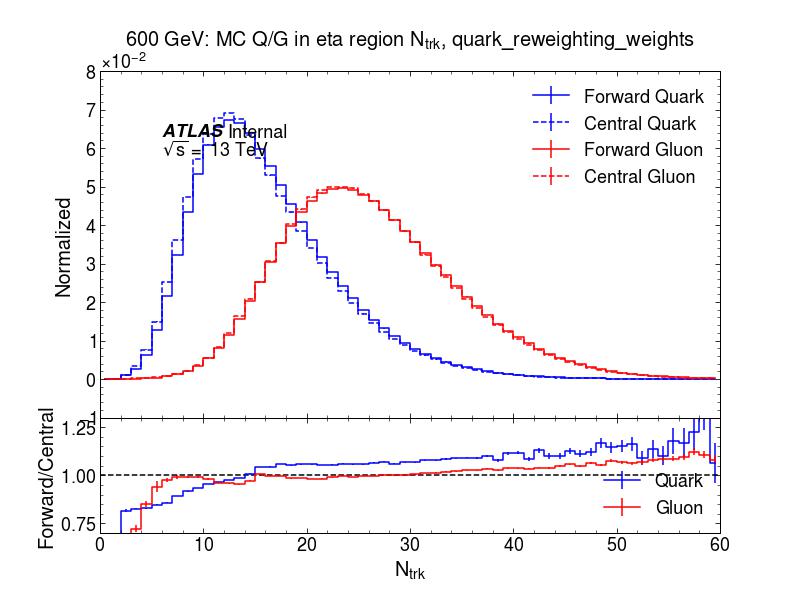 600 GeV: MC Q/G in eta region N_trk, quark_reweighting_weights
×10⁻²
8
7
6
5
4
3
2
1
0
1
Normalized
ATLAS Internal
√s = 13 TeV
Forward Quark
Central Quark
Forward Gluon
Central Gluon
1.25
1.00
0.75
Forward/Central
Quark
Gluon
0 10 20 30 40 50 60
N_trk